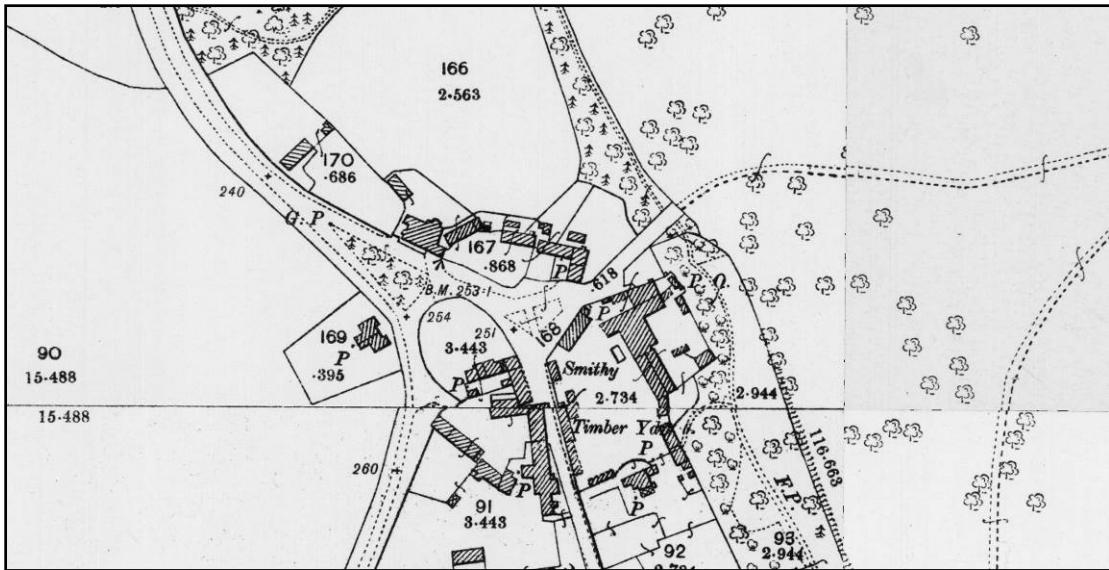 166
2·563
170
·686
240
G. P.
167
·868
P
·618
B.M. 253·1
P. O.
P
254
251
168
169
P
·395
3·443
90
15·488
P
Smithy
2·734
2·944
15·488
Timber Yard
P
116·663
260
P
P
F.P.
91
3·443
92
93
2·944